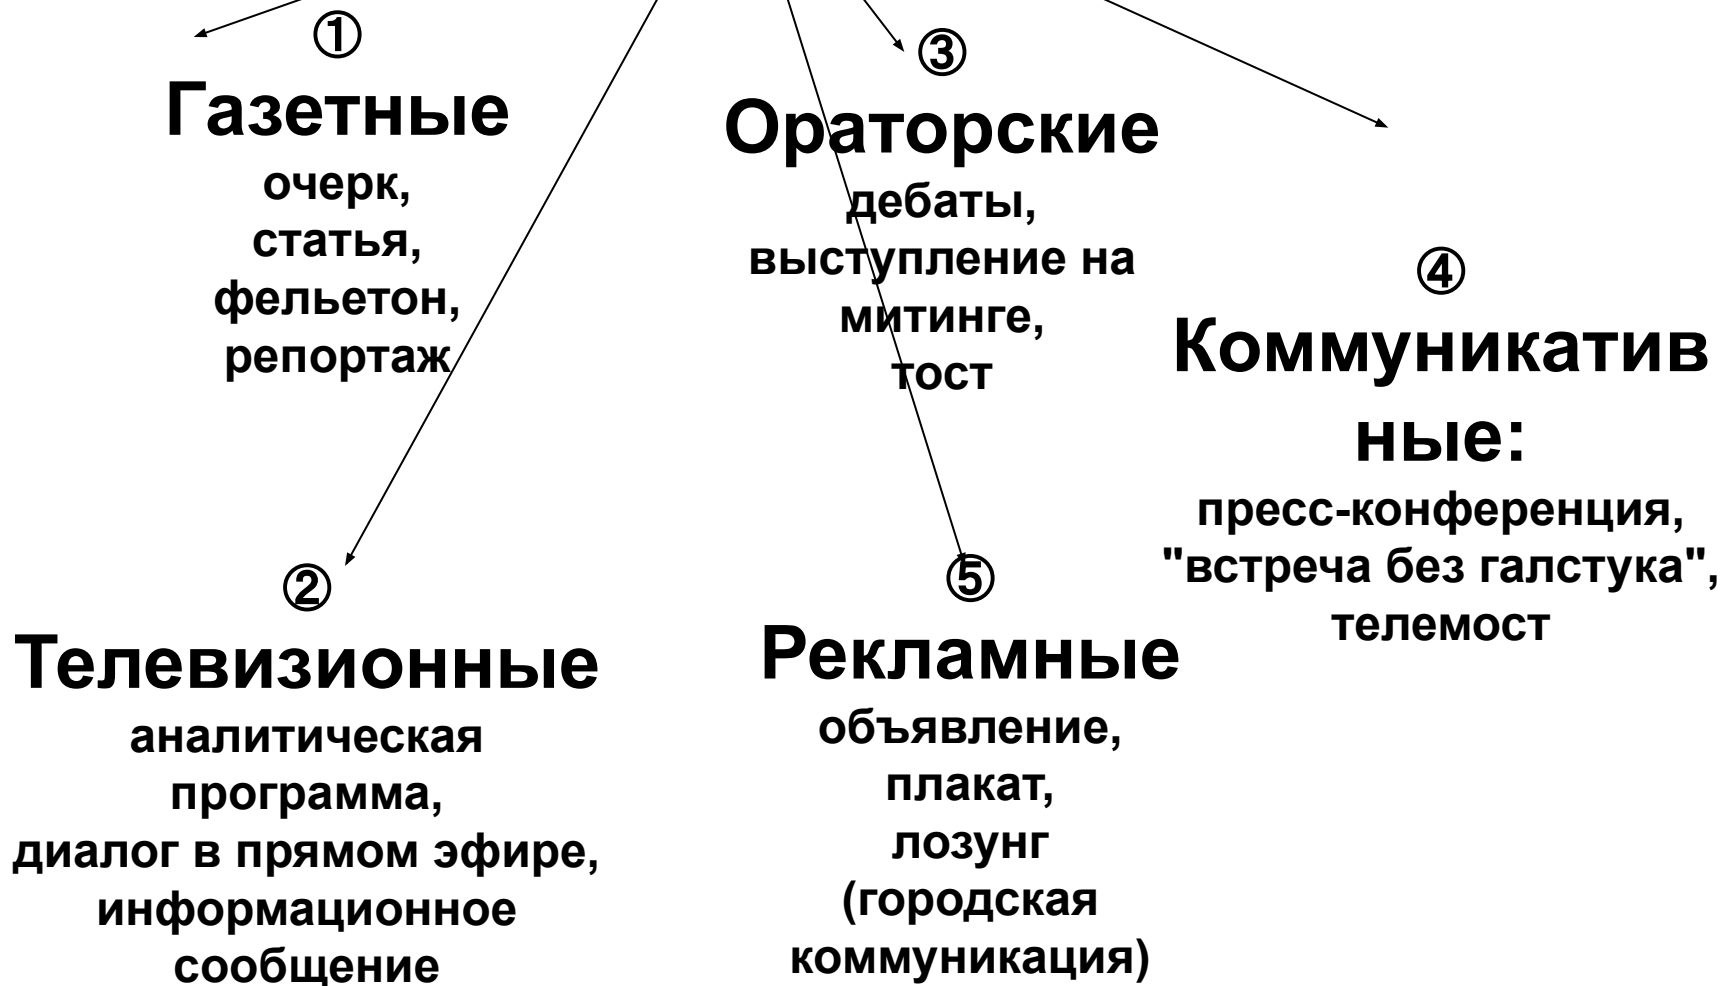 ①
Газетные
очерк,
статья,
фельетон,
репортаж
②
Телевизионные
аналитическая
программа,
диалог в прямом эфире,
информационное
сообщение
③
Ораторские
дебаты,
выступление на
митинге,
тост
④
Коммуникатив
ные:
пресс-конференция,
"встреча без галстука",
телемост
⑤
Рекламные
объявление,
плакат,
лозунг
(городская
коммуникация)